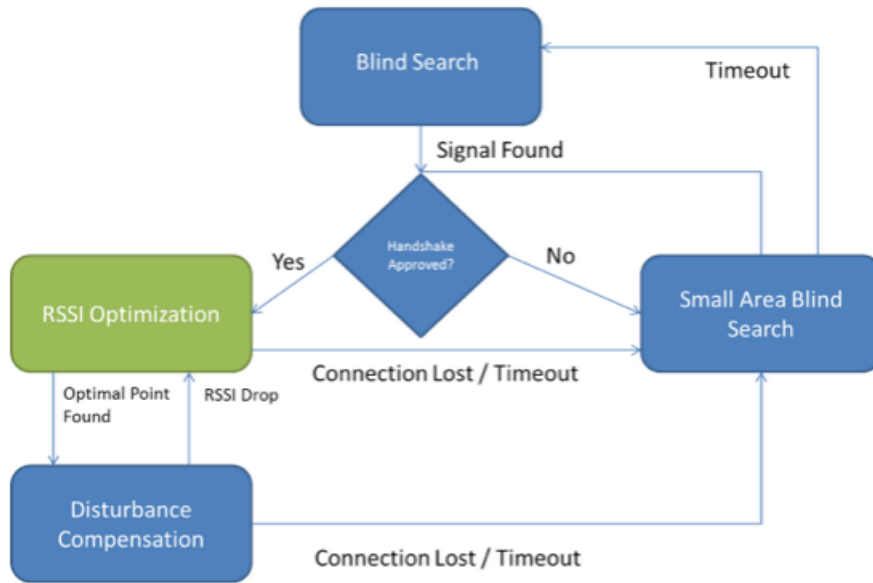 Blind Search
Timeout
Signal Found
Handshake
Approved?
Yes
No
RSSI Optimization
Small Area Blind
Search
Connection Lost / Timeout
Optimal Point
Found
RSSI Drop
Disturbance
Compensation
Connection Lost / Timeout